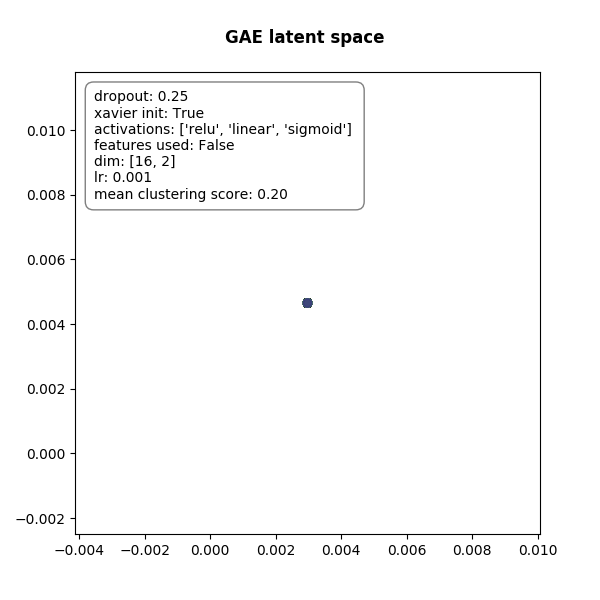 GAE latent space
dropout: 0.25
xavier init: True
activations: ['relu', 'linear', 'sigmoid']
features used: False
dim: [16, 2]
lr: 0.001
mean clustering score: 0.20
0.010
0.008
0.006
0.004
0.002
0.000
−0.002
−0.004 −0.002 0.000 0.002 0.004 0.006 0.008 0.010